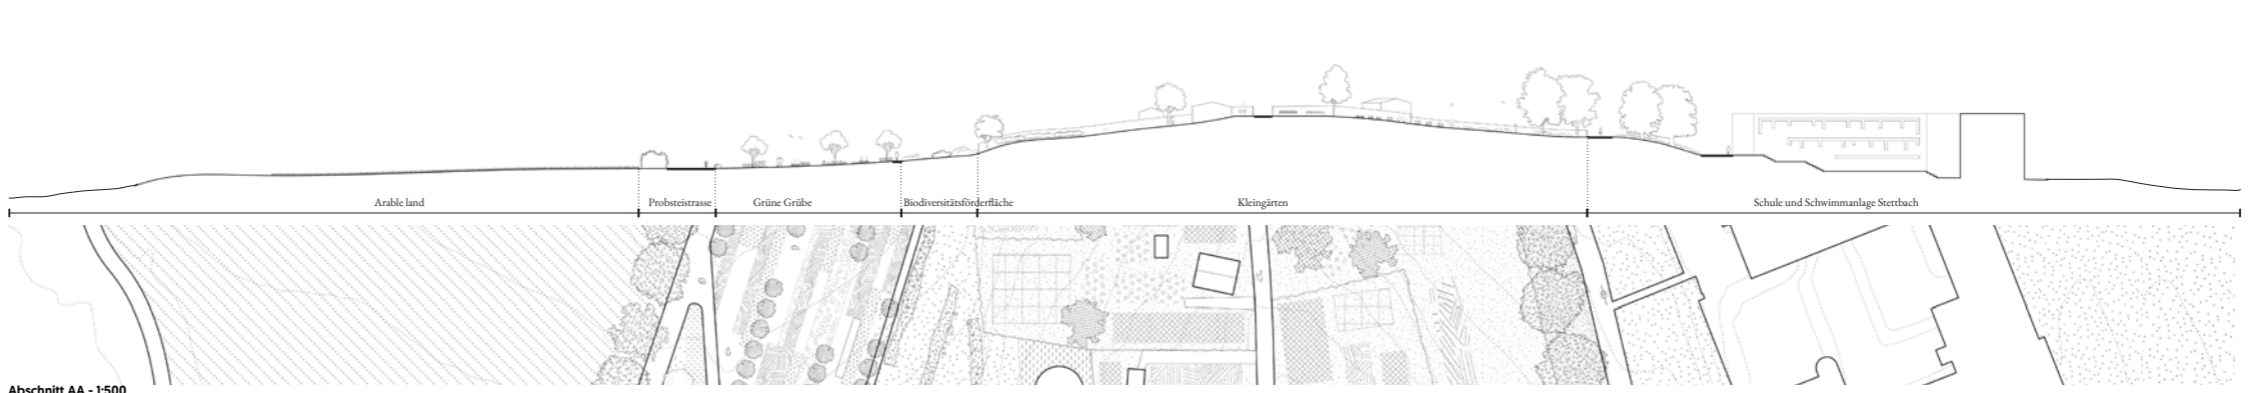 Arable land
Probsteistrasse
Grüne Grübe
Biodiversitätsförderfläche
Kleingärten
Schule und Schwimmanlage Stettbach
Abschnitt AA - 1:500